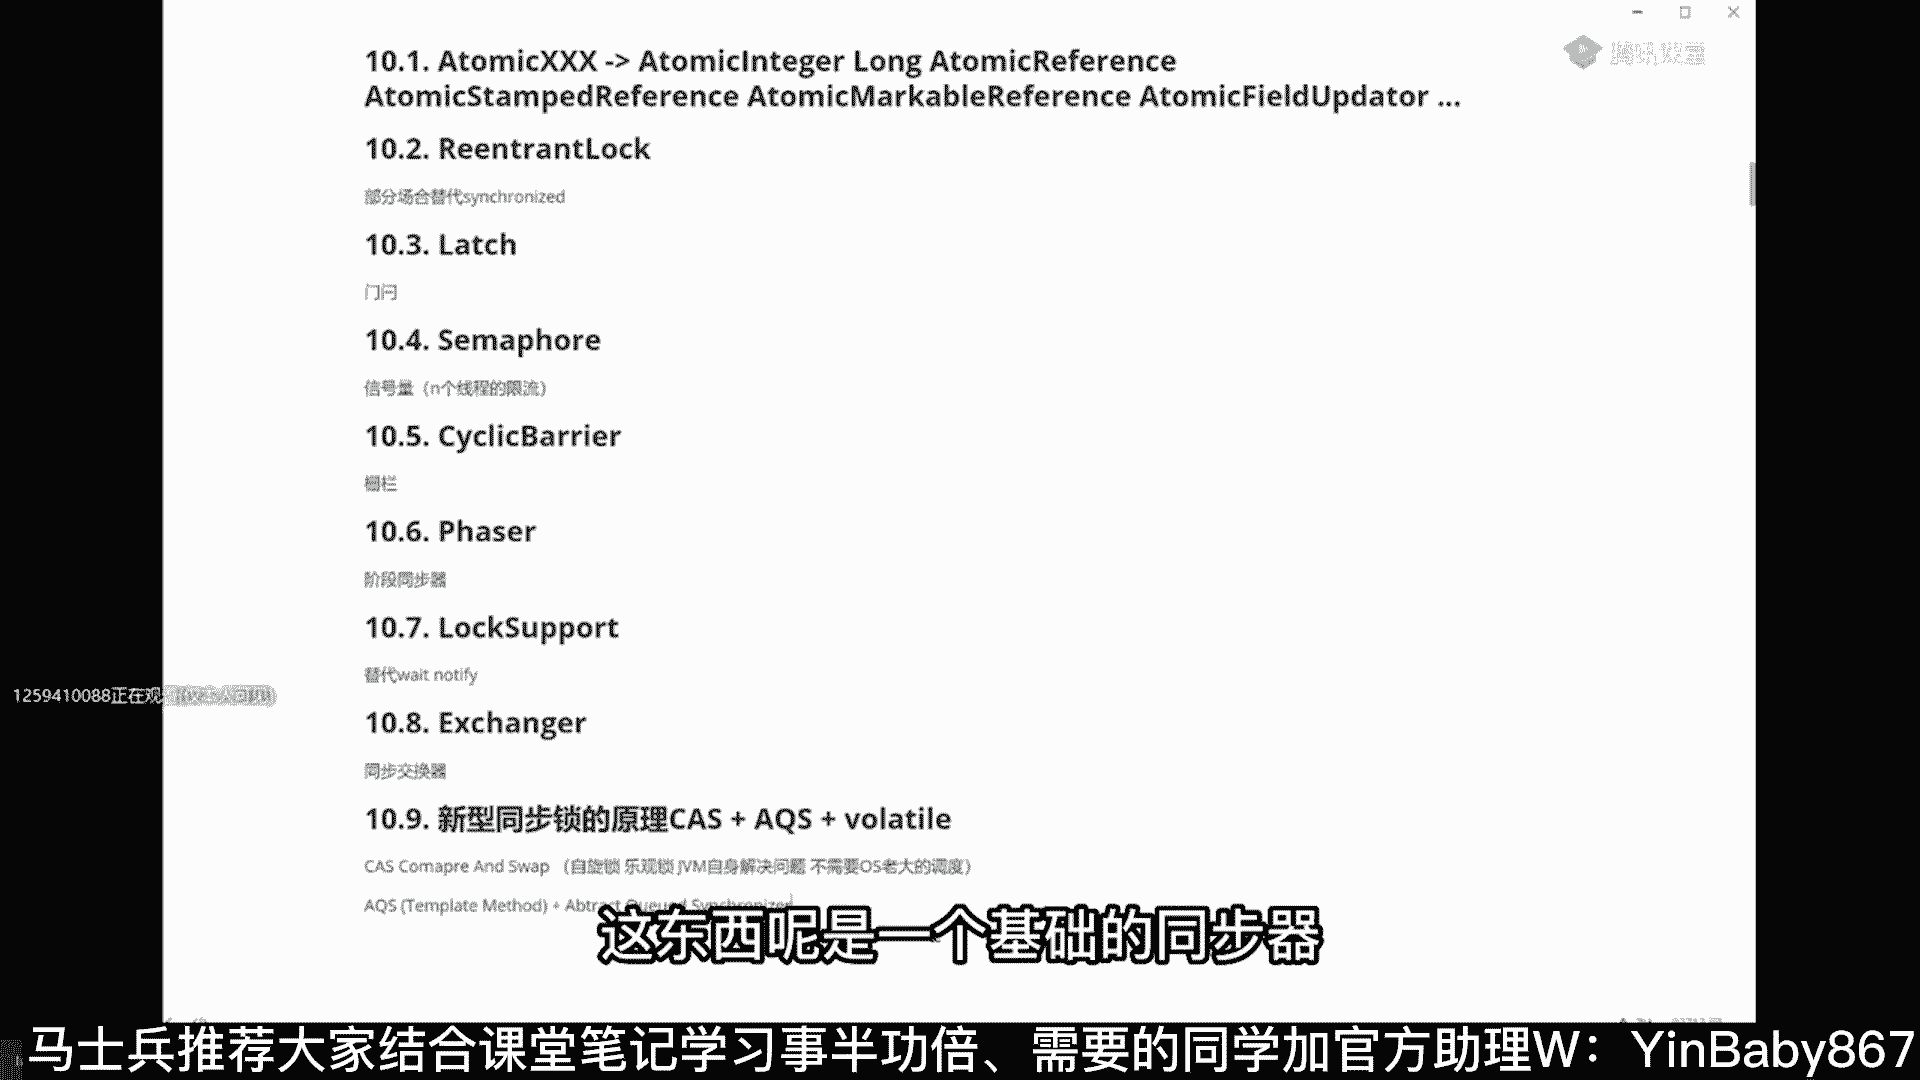 10.1. AtomicXXX -> AtomicInteger Long AtomicReference
AtomicStampedReference AtomicMarkableReference AtomicFieldUpdator ...
腾讯课堂
10.2. ReentrantLock
部分场合替代synchronized
10.3. Latch
门闩
10.4. Semaphore
信号量（n个线程的限流）
10.5. CyclicBarrier
栅栏
10.6. Phaser
阶段同步器
10.7. LockSupport
替代wait notify
1259410088正在观
10.8. Exchanger
同步交换器
10.9. 新型同步锁的原理CAS + AQS + volatile
CAS Comapre And Swap （自旋锁 乐观锁 JVM自身解决问题 不需要OS老大的调度）
AQS (Template Method) + Abtract Queued Synchronized
这东西呢是一个基础的同步器
马士兵推荐大家结合课堂笔记学习事半功倍、需要的同学加官方助理W：YinBaby867